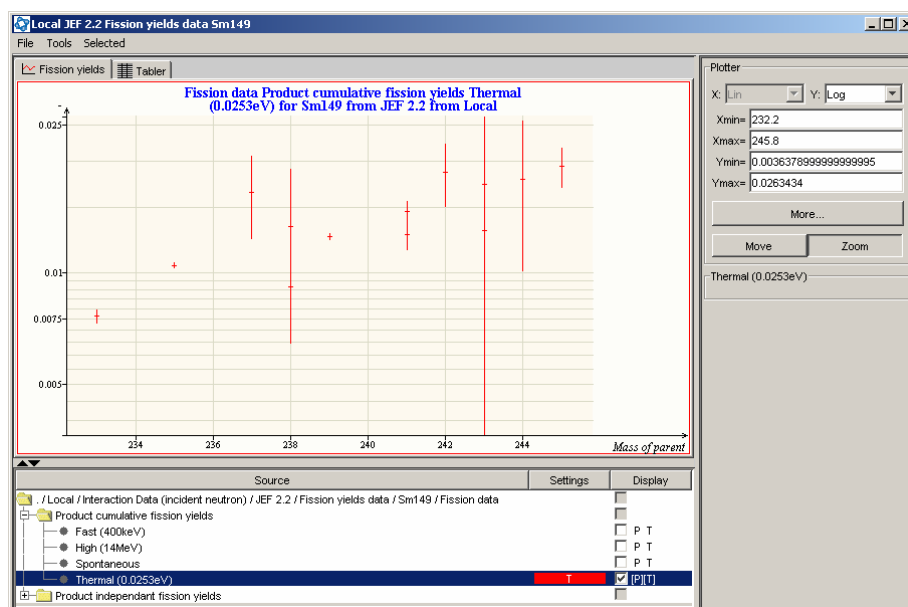 Local JEF 2.2 Fission yields data Sm149
File Tools Selected
Fission yields Tabler
Fission data Product cumulative fission yields Thermal
(0.0253eV) for Sm149 from JEF 2.2 from Local
0.025
0.01
0.0075
0.005
234 236 238 240 242 244
Mass of parent
Plotter
X: Lin Y: Log
Xmin= 232.2
Xmax= 245.8
Ymin= 0.0036378999999999995
Ymax= 0.0263434
More...
Move Zoom
Thermal (0.0253eV)
Source Settings Display
. / Local / Interaction Data (incident neutron) / JEF 2.2 / Fission yields data / Sm149 / Fission data
Product cumulative fission yields
Fast (400keV) P T
High (14MeV) P T
Spontaneous P T
Thermal (0.0253eV) T [P][T]
Product independant fission yields